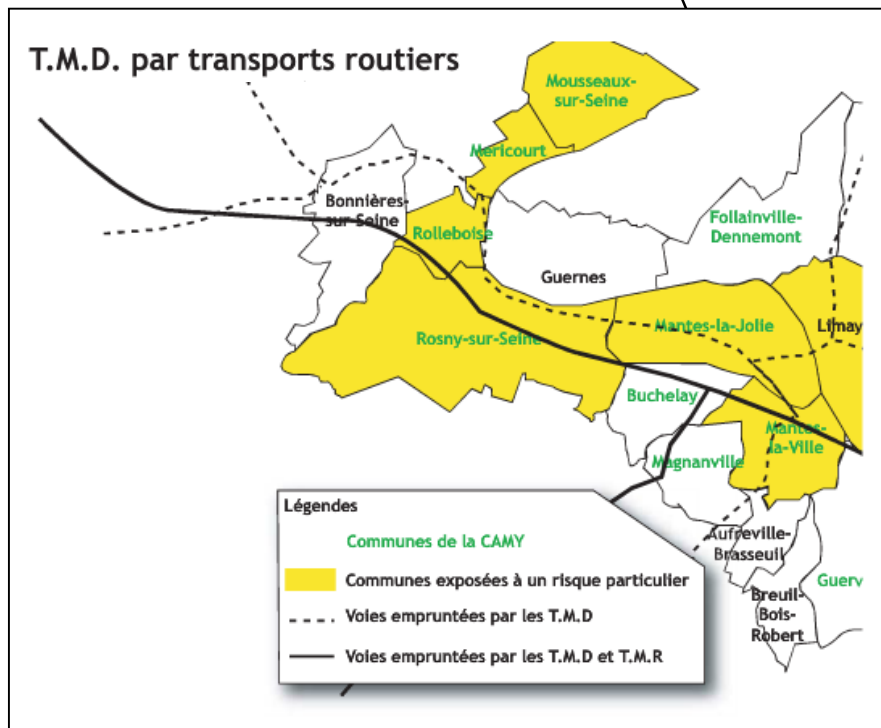 T.M.D. par transports routiers
Mousseaux-
sur-Seine
Mericourt
Bonnières-
sur-Seine
Rolleboise
Follainville-
Dennemont
Guernes
Rosny-sur-Seine
Mantes-la-Jolie
Limay
Buchelay
Mantes-
la-Ville
Magnanville
Aufreville-
Brasseuil
Guerv
Breuil-
Bois-
Robert
Légendes
Communes de la CAMY
Communes exposées à un risque particulier
Voies empruntées par les T.M.D
Voies empruntées par les T.M.D et T.M.R